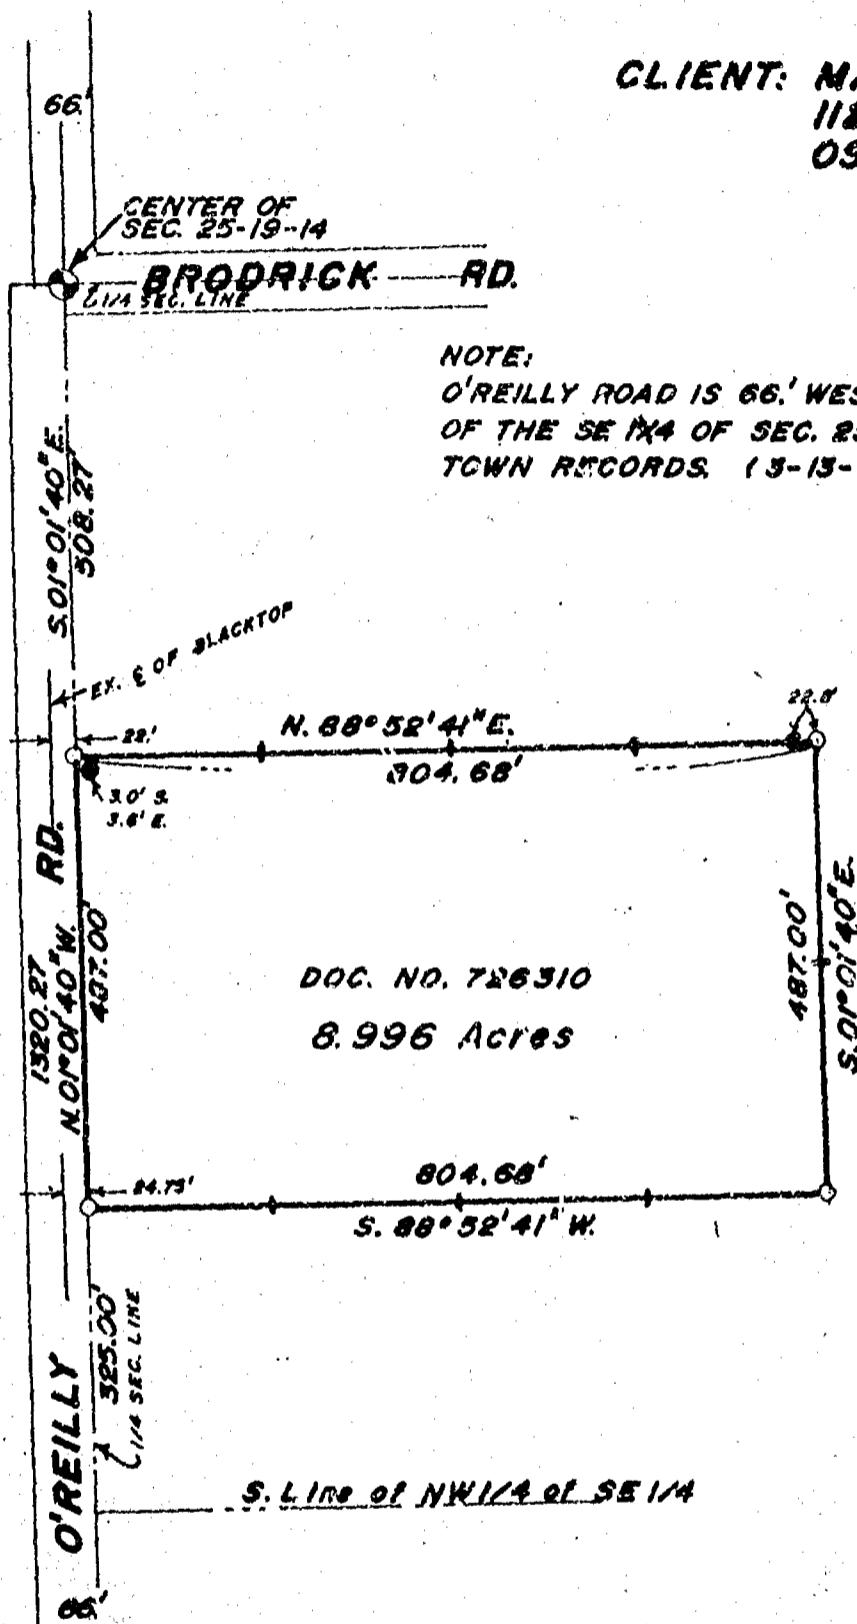 CLIENT:
66.'
CENTER OF
SEC. 25-19-14
BRODRICK RD.
1/4 SEC. LINE
NOTE:
O'REILLY ROAD IS 66.' WES
OF THE SE 1/4 OF SEC. 25
TOWN RECORDS. (3-13-
S.01°01'40"E.
508.27'
EX. ℄ OF BLACKTOP
22.'
N. 88°52'41"E.
804.68'
22.8'
3.0' S.
3.6' E.
RD.
1320.27
N.01°01'40"W.
487.00'
DOC. NO. 726310
8.996 Acres
487.00'
S.01°01'40"E.
24.75'
804.68'
S. 88°52'41"W.
325.00'
1/4 SEC. LINE
O'REILLY
S. Line of NW1/4 of SE1/4
66.'